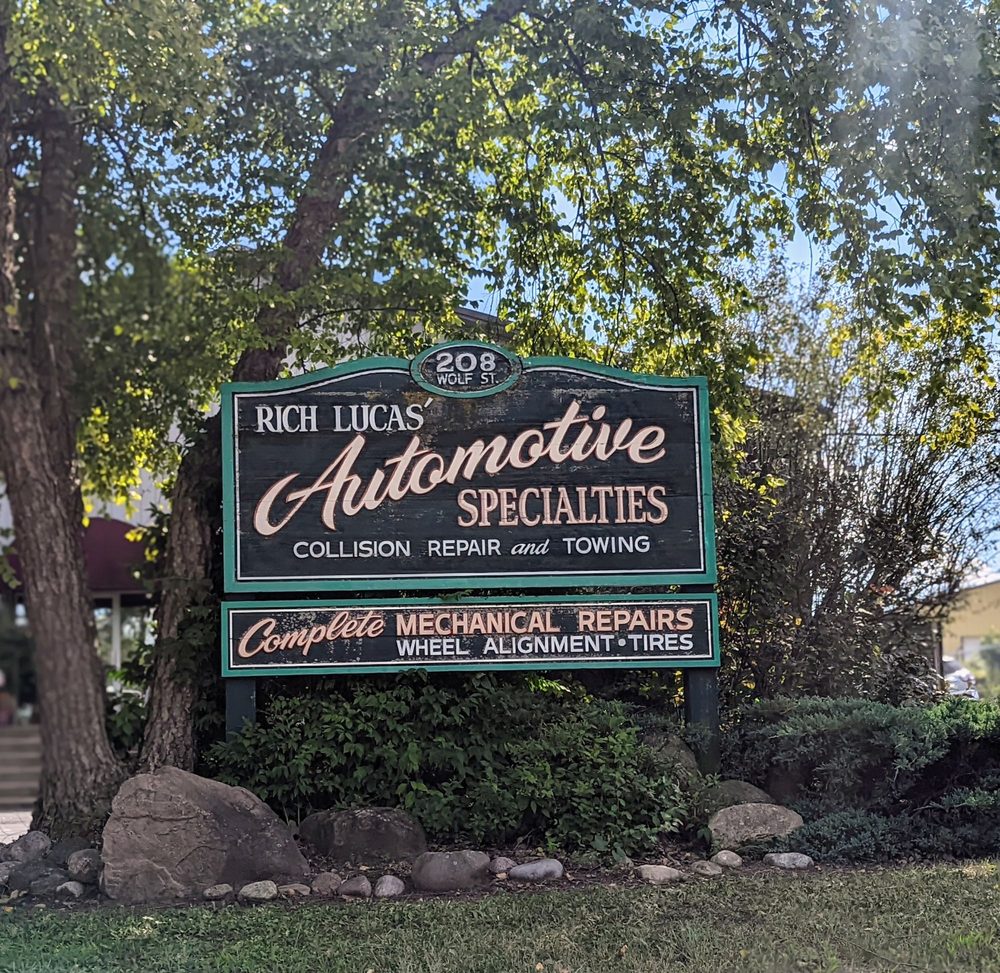 208
WOLF ST.
RICH LUCAS'
Automotive
SPECIALTIES
COLLISION REPAIR and TOWING
Complete MECHANICAL REPAIRS
WHEEL ALIGNMENT • TIRES